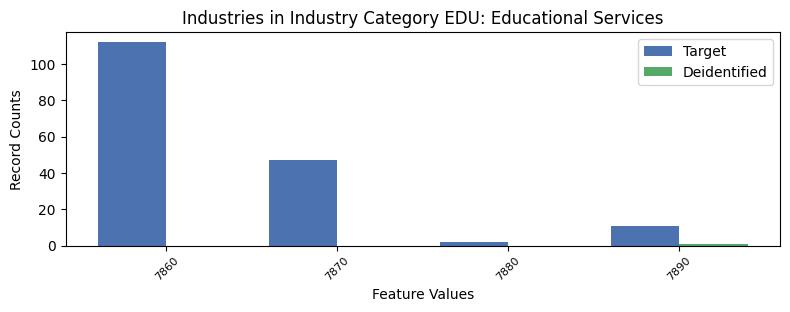 Industries in Industry Category EDU: Educational Services
Target
Deidentified
Record Counts
100
80
60
40
20
0
7860
7870
7880
7890
Feature Values